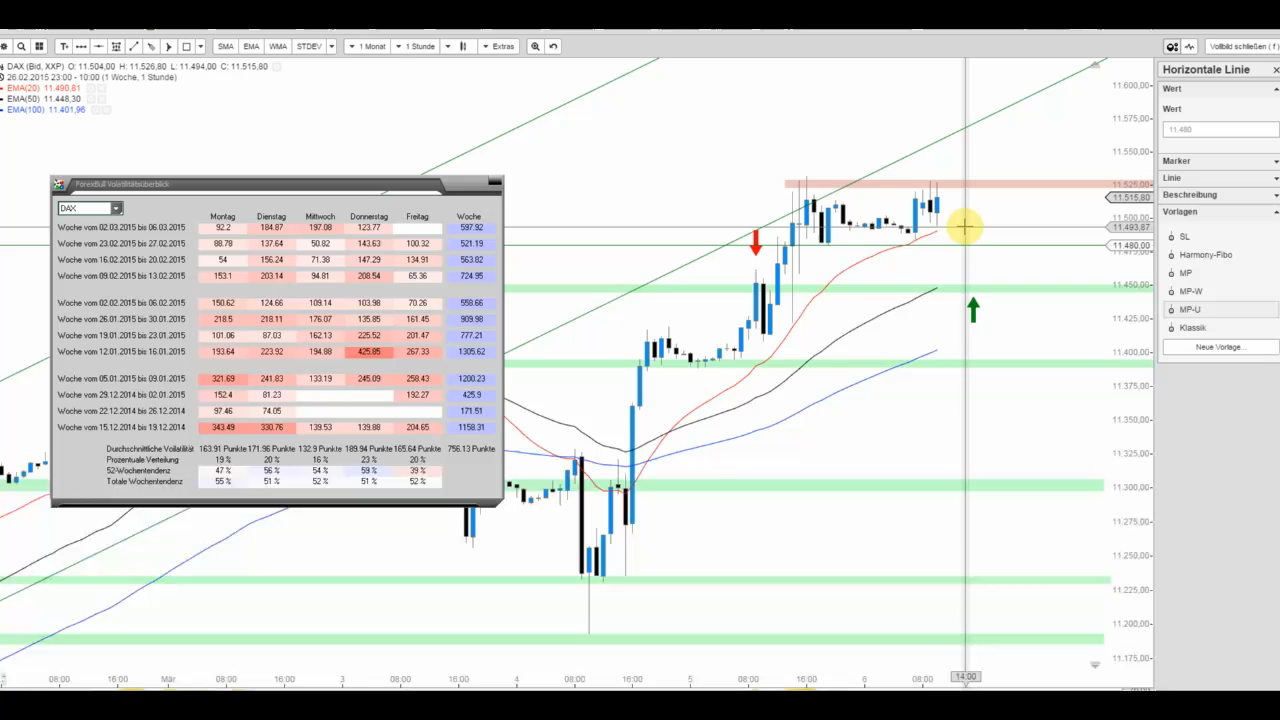 T SMA EMA WMA STDEV 1 Monat 1 Stunde Extras Vollbild schließen ( f )
DAX (Bid, XXP) O: 11.504,00 H: 11.526,80 L: 11.494,00 C: 11.515,80
26.02.2015 23:00 - 10:00 (1 Woche, 1 Stunde)
EMA(20) 11.490,81
EMA(50) 11.448,30
EMA(100) 11.401,96
ForexBull Volatilitätsüberblick
DAX
Montag Dienstag Mittwoch Donnerstag Freitag Woche
Woche vom 02.03.2015 bis 06.03.2015 92.2 184.87 197.08 123.77 597.92
Woche vom 23.02.2015 bis 27.02.2015 88.78 137.64 50.82 143.63 100.32 521.19
Woche vom 16.02.2015 bis 20.02.2015 54 156.24 71.38 147.29 134.91 563.82
Woche vom 09.02.2015 bis 13.02.2015 153.1 203.14 94.81 208.54 65.36 724.95
Woche vom 02.02.2015 bis 06.02.2015 150.62 124.66 109.14 103.98 70.26 558.66
Woche vom 26.01.2015 bis 30.01.2015 218.5 218.11 176.07 135.85 161.45 909.98
Woche vom 19.01.2015 bis 23.01.2015 101.06 87.03 162.13 225.52 201.47 777.21
Woche vom 12.01.2015 bis 16.01.2015 193.64 223.92 194.88 425.85 267.33 1305.62
Woche vom 05.01.2015 bis 09.01.2015 321.69 241.83 133.19 245.09 258.43 1200.23
Woche vom 29.12.2014 bis 02.01.2015 152.4 81.23 192.27 425.9
Woche vom 22.12.2014 bis 26.12.2014 97.46 74.05 171.51
Woche vom 15.12.2014 bis 19.12.2014 343.49 330.76 139.53 139.88 204.65 1158.31
Durchschnittliche Volatilität 163.91 Punkte 171.96 Punkte 132.9 Punkte 189.94 Punkte 165.64 Punkte 756.13 Punkte
Prozentuale Verteilung 19 % 20 % 16 % 23 % 20 %
52-Wochentendenz 47 % 56 % 54 % 59 % 39 %
Totale Wochentendenz 55 % 51 % 52 % 51 % 52 %
11.600,00
11.575,00
11.550,00
11.525,00
11.515,80
11.500,00
11.493,87
11.480,00
11.475,00
11.450,00
11.425,00
11.400,00
11.375,00
11.350,00
11.325,00
11.300,00
11.275,00
11.250,00
11.225,00
11.200,00
11.175,00
08:00 16:00 Mär 08:00 16:00 3 08:00 16:00 4 08:00 16:00 5 08:00 16:00 6 08:00 14:00
Horizontale Linie X
Wert
Wert
11.480
Marker
Linie
Beschreibung
Vorlagen
SL
Harmony-Fibo
MP
MP-W
MP-U
Klassik
Neue Vorlage...